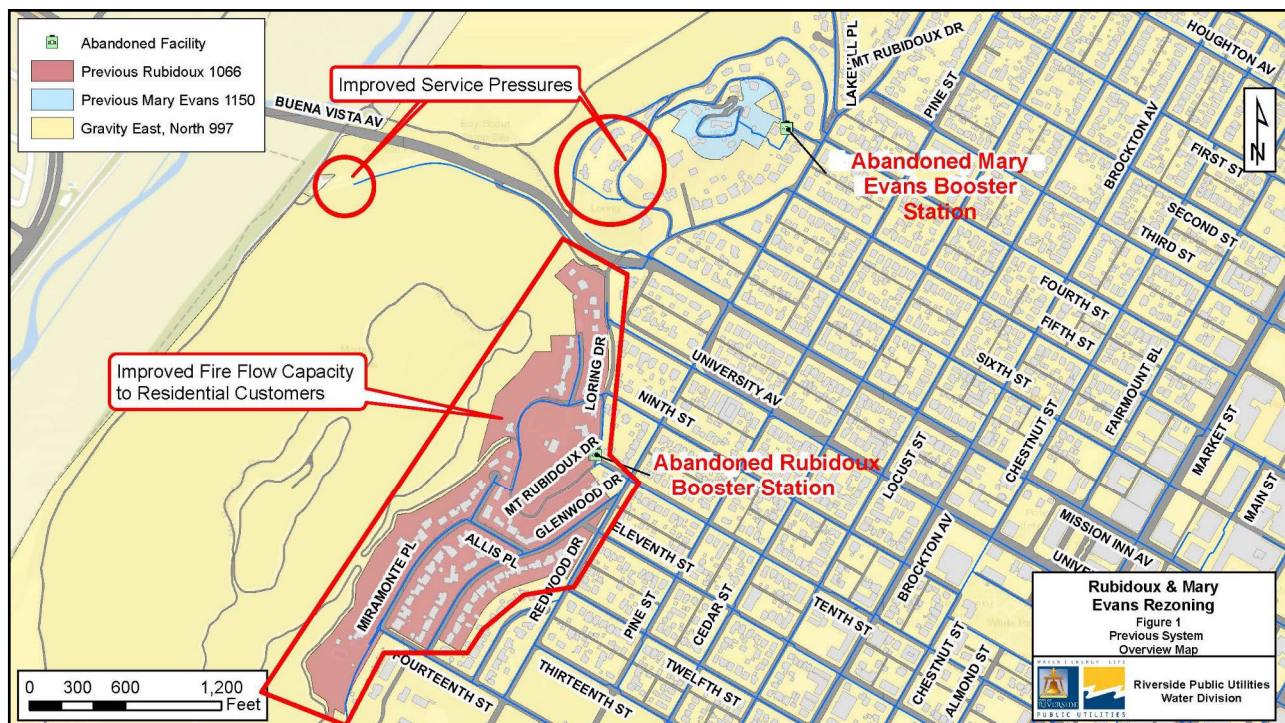 Abandoned Facility
Previous Rubidoux 1066
Previous Mary Evans 1150
Gravity East, North 997
Improved Service Pressures
BUENA VISTA AV
LAKEHILL PL
MT RUBIDOUX DR
PINE ST
HOUGHTON AV
BROCKTON AV
FIRST ST
SECOND ST
THIRD ST
N
Abandoned Mary
Evans Booster
Station
FOURTH ST
FIFTH ST
SIXTH ST
FAIRMOUNT BL
Improved Fire Flow Capacity
to Residential Customers
LORING DR
UNIVERSITY AV
NINTH ST
LOCUST ST
CHESTNUT ST
MARKET ST
MAIN ST
MT RUBIDOUX DR
GLENWOOD DR
Abandoned Rubidoux
Booster Station
MIRAMONTE PL
ALLIS PL
REDWOOD DR
ELEVENTH ST
PINE ST
CEDAR ST
TENTH ST
BROCKTON AV
MISSION INN AV
FOURTEENTH ST
THIRTEENTH ST
TWELFTH ST
CHESTNUT ST
ALMOND ST
0 300 600 1,200
Feet
Rubidoux & Mary
Evans Rezoning
Figure 1
Previous System
Overview Map
WATER | ENERGY | LIFE
RIVERSIDE
PUBLIC UTILITIES
Riverside Public Utilities
Water Division